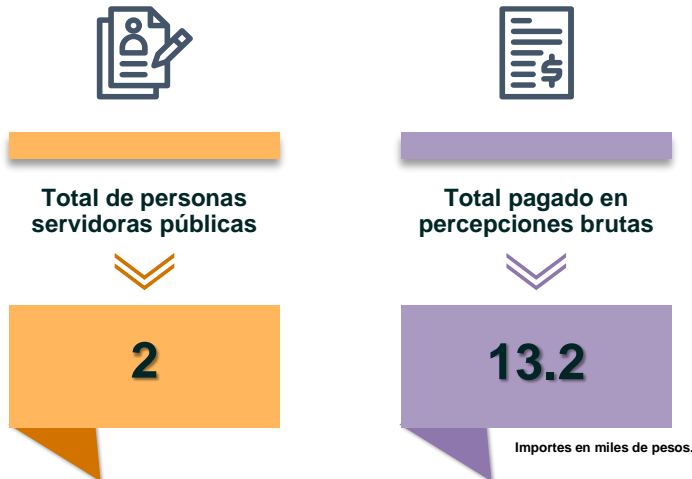 Total de personas
servidoras públicas
2
Total pagado en
percepciones brutas
13.2
Importes en miles de pesos.